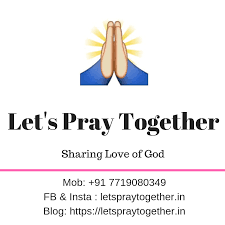 Let's Pray Together
Sharing Love of God
Mob: +91 7719080349
FB & Insta : letspraytogether.in
Blog: https://letspraytogether.in